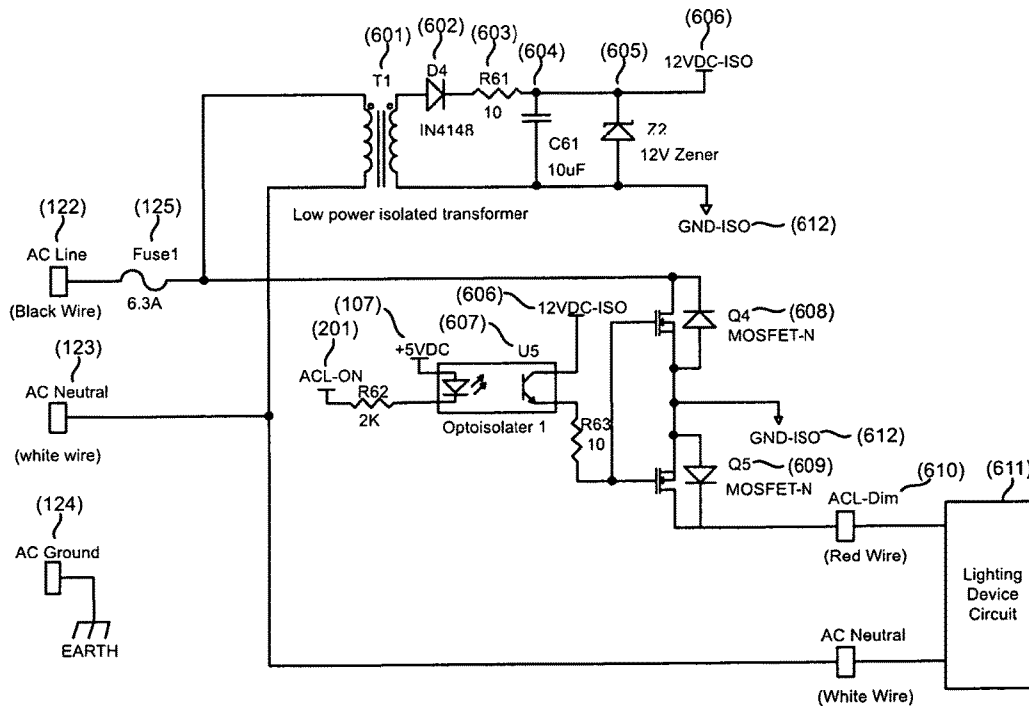 (606)
(602)
(601)
(603)
(604)
(605)
12VDC-ISO
D4
T1
R61
10
IN4148
C61
10uF
Z2
12V Zener
Low power isolated transformer
GND-ISO
(612)
(122)
(125)
AC Line
Fuse1
6.3A
(Black Wire)
(606)
12VDC-ISO
(107)
(607)
Q4
(608)
MOSFET-N
(123)
(201)
+5VDC
U5
ACL-ON
AC Neutral
R62
2K
Optoisolater 1
R63
10
GND-ISO
(612)
(white wire)
Q5
(609)
MOSFET-N
(610)
(611)
(124)
ACL-Dim
AC Ground
(Red Wire)
Lighting
Device
Circuit
EARTH
AC Neutral
(White Wire)